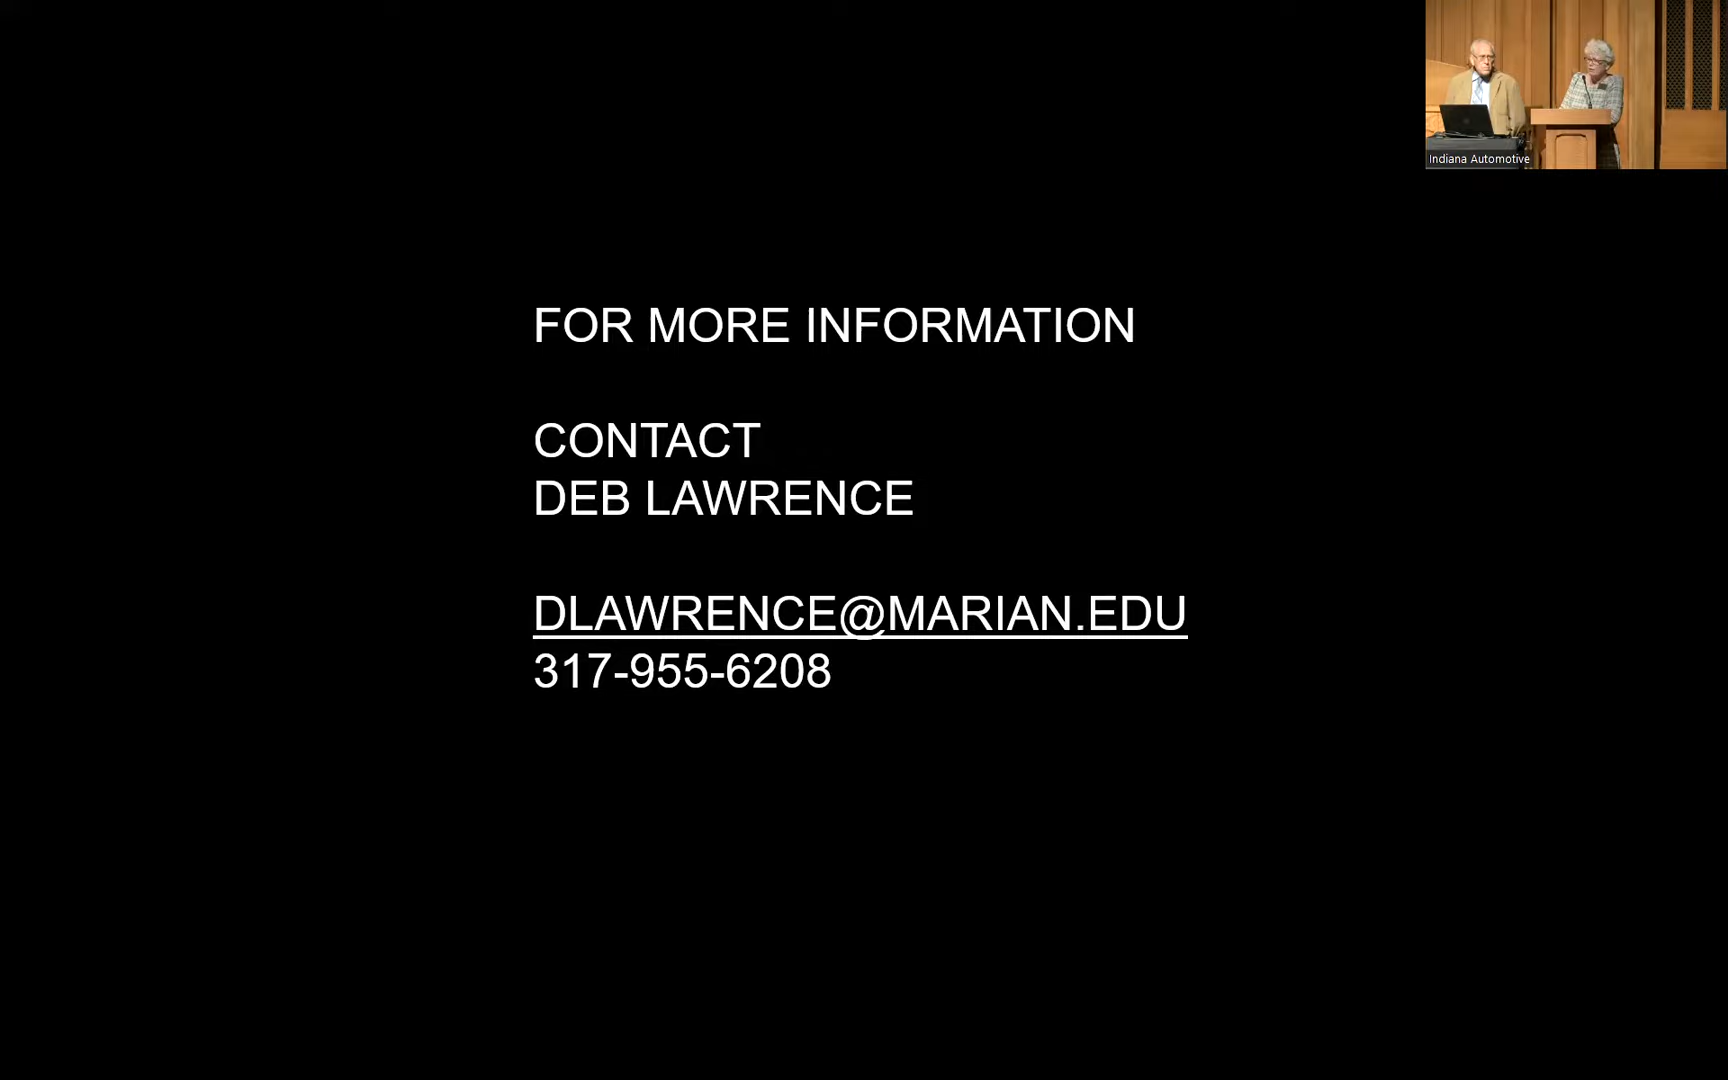 Indiana Automotive
FOR MORE INFORMATION
CONTACT
DEB LAWRENCE
DLAWRENCE@MARIAN.EDU
317-955-6208